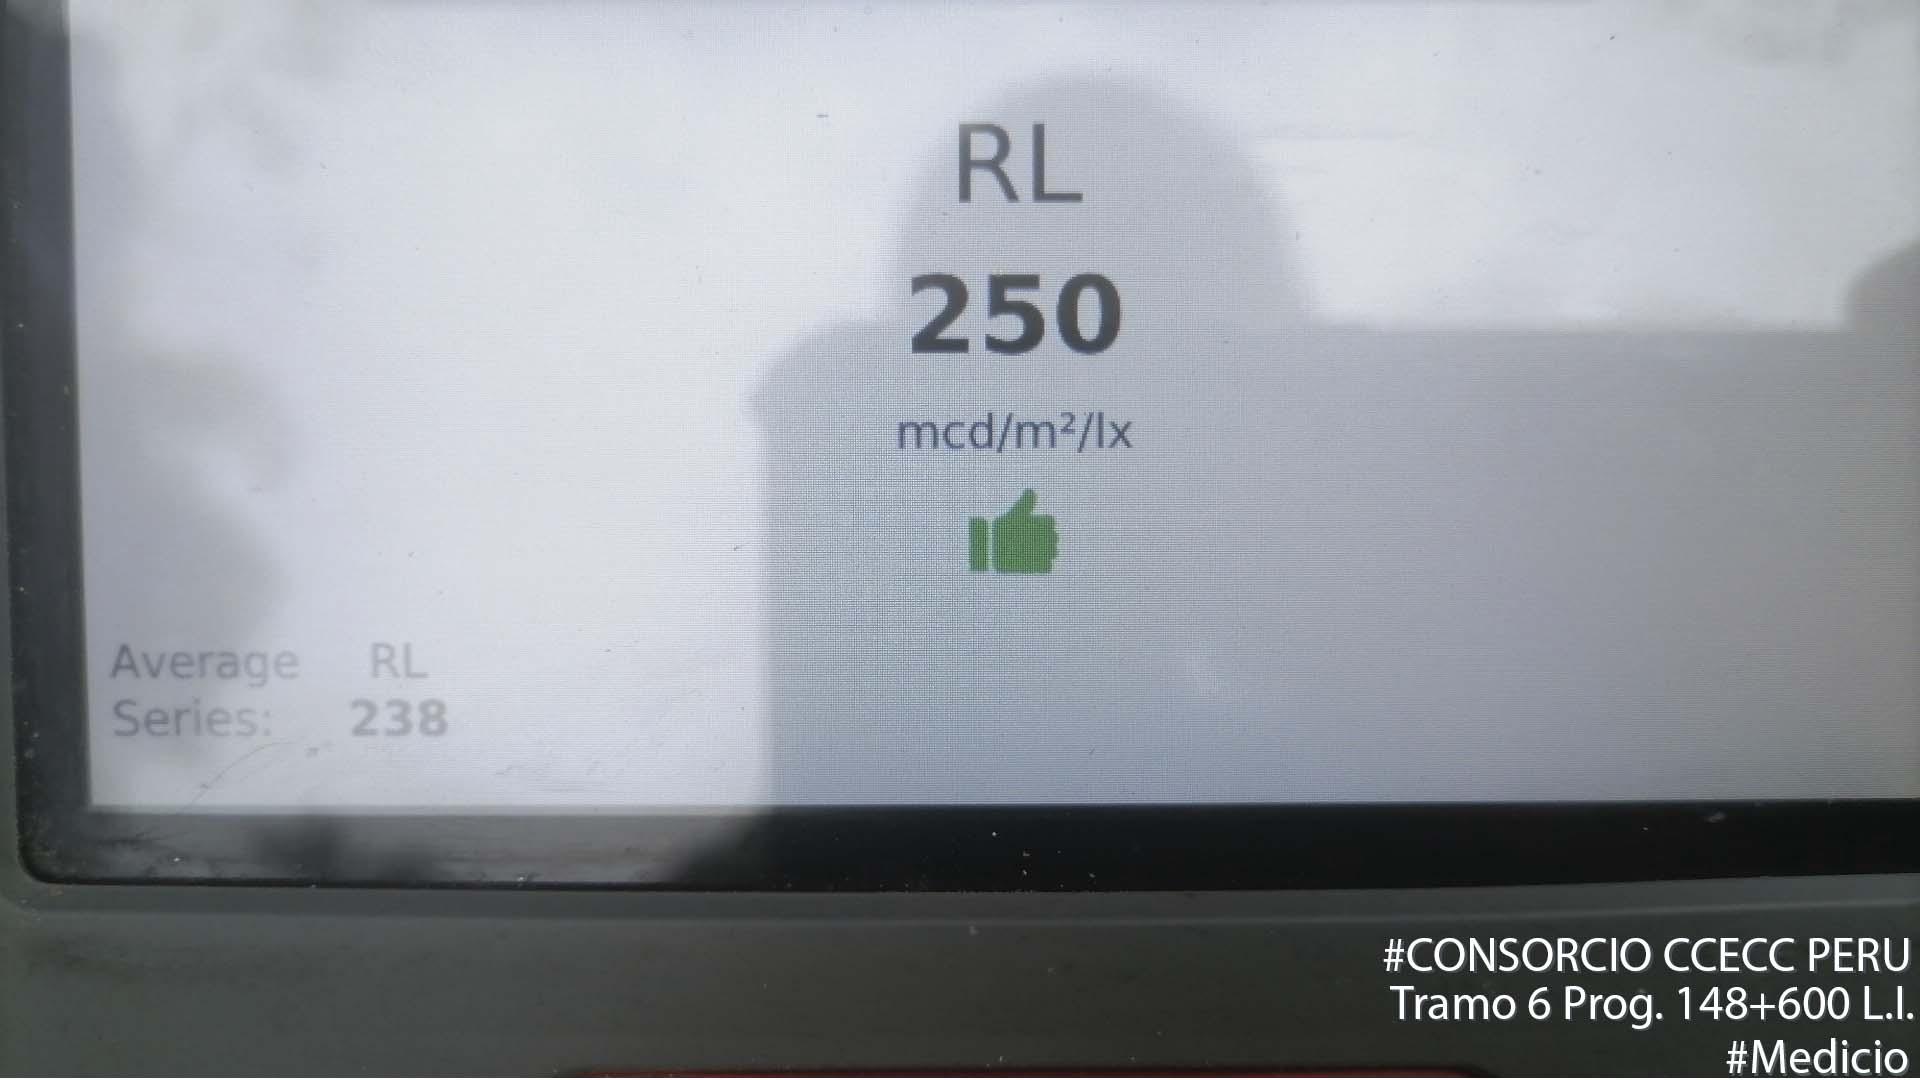 RL
250
mcd/m²/lx
Average RL
Series: 238
#CONSORCIO CCECC PERU
Tramo 6 Prog. 148+600 L.I.
#Medicio